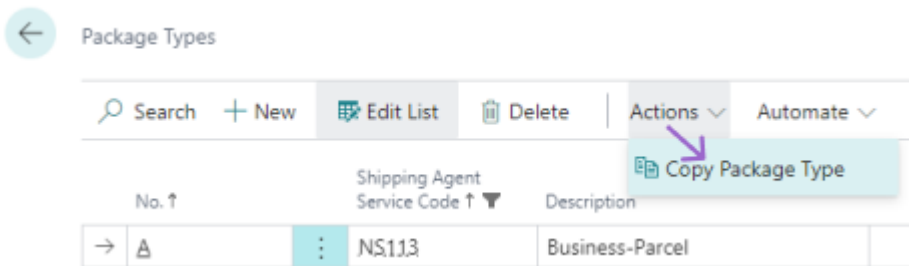 Package Types
Search New Edit List Delete Actions Automate
Copy Package Type
Shipping Agent
No. ↑ Service Code ↑ Description
A NS113 Business-Parcel